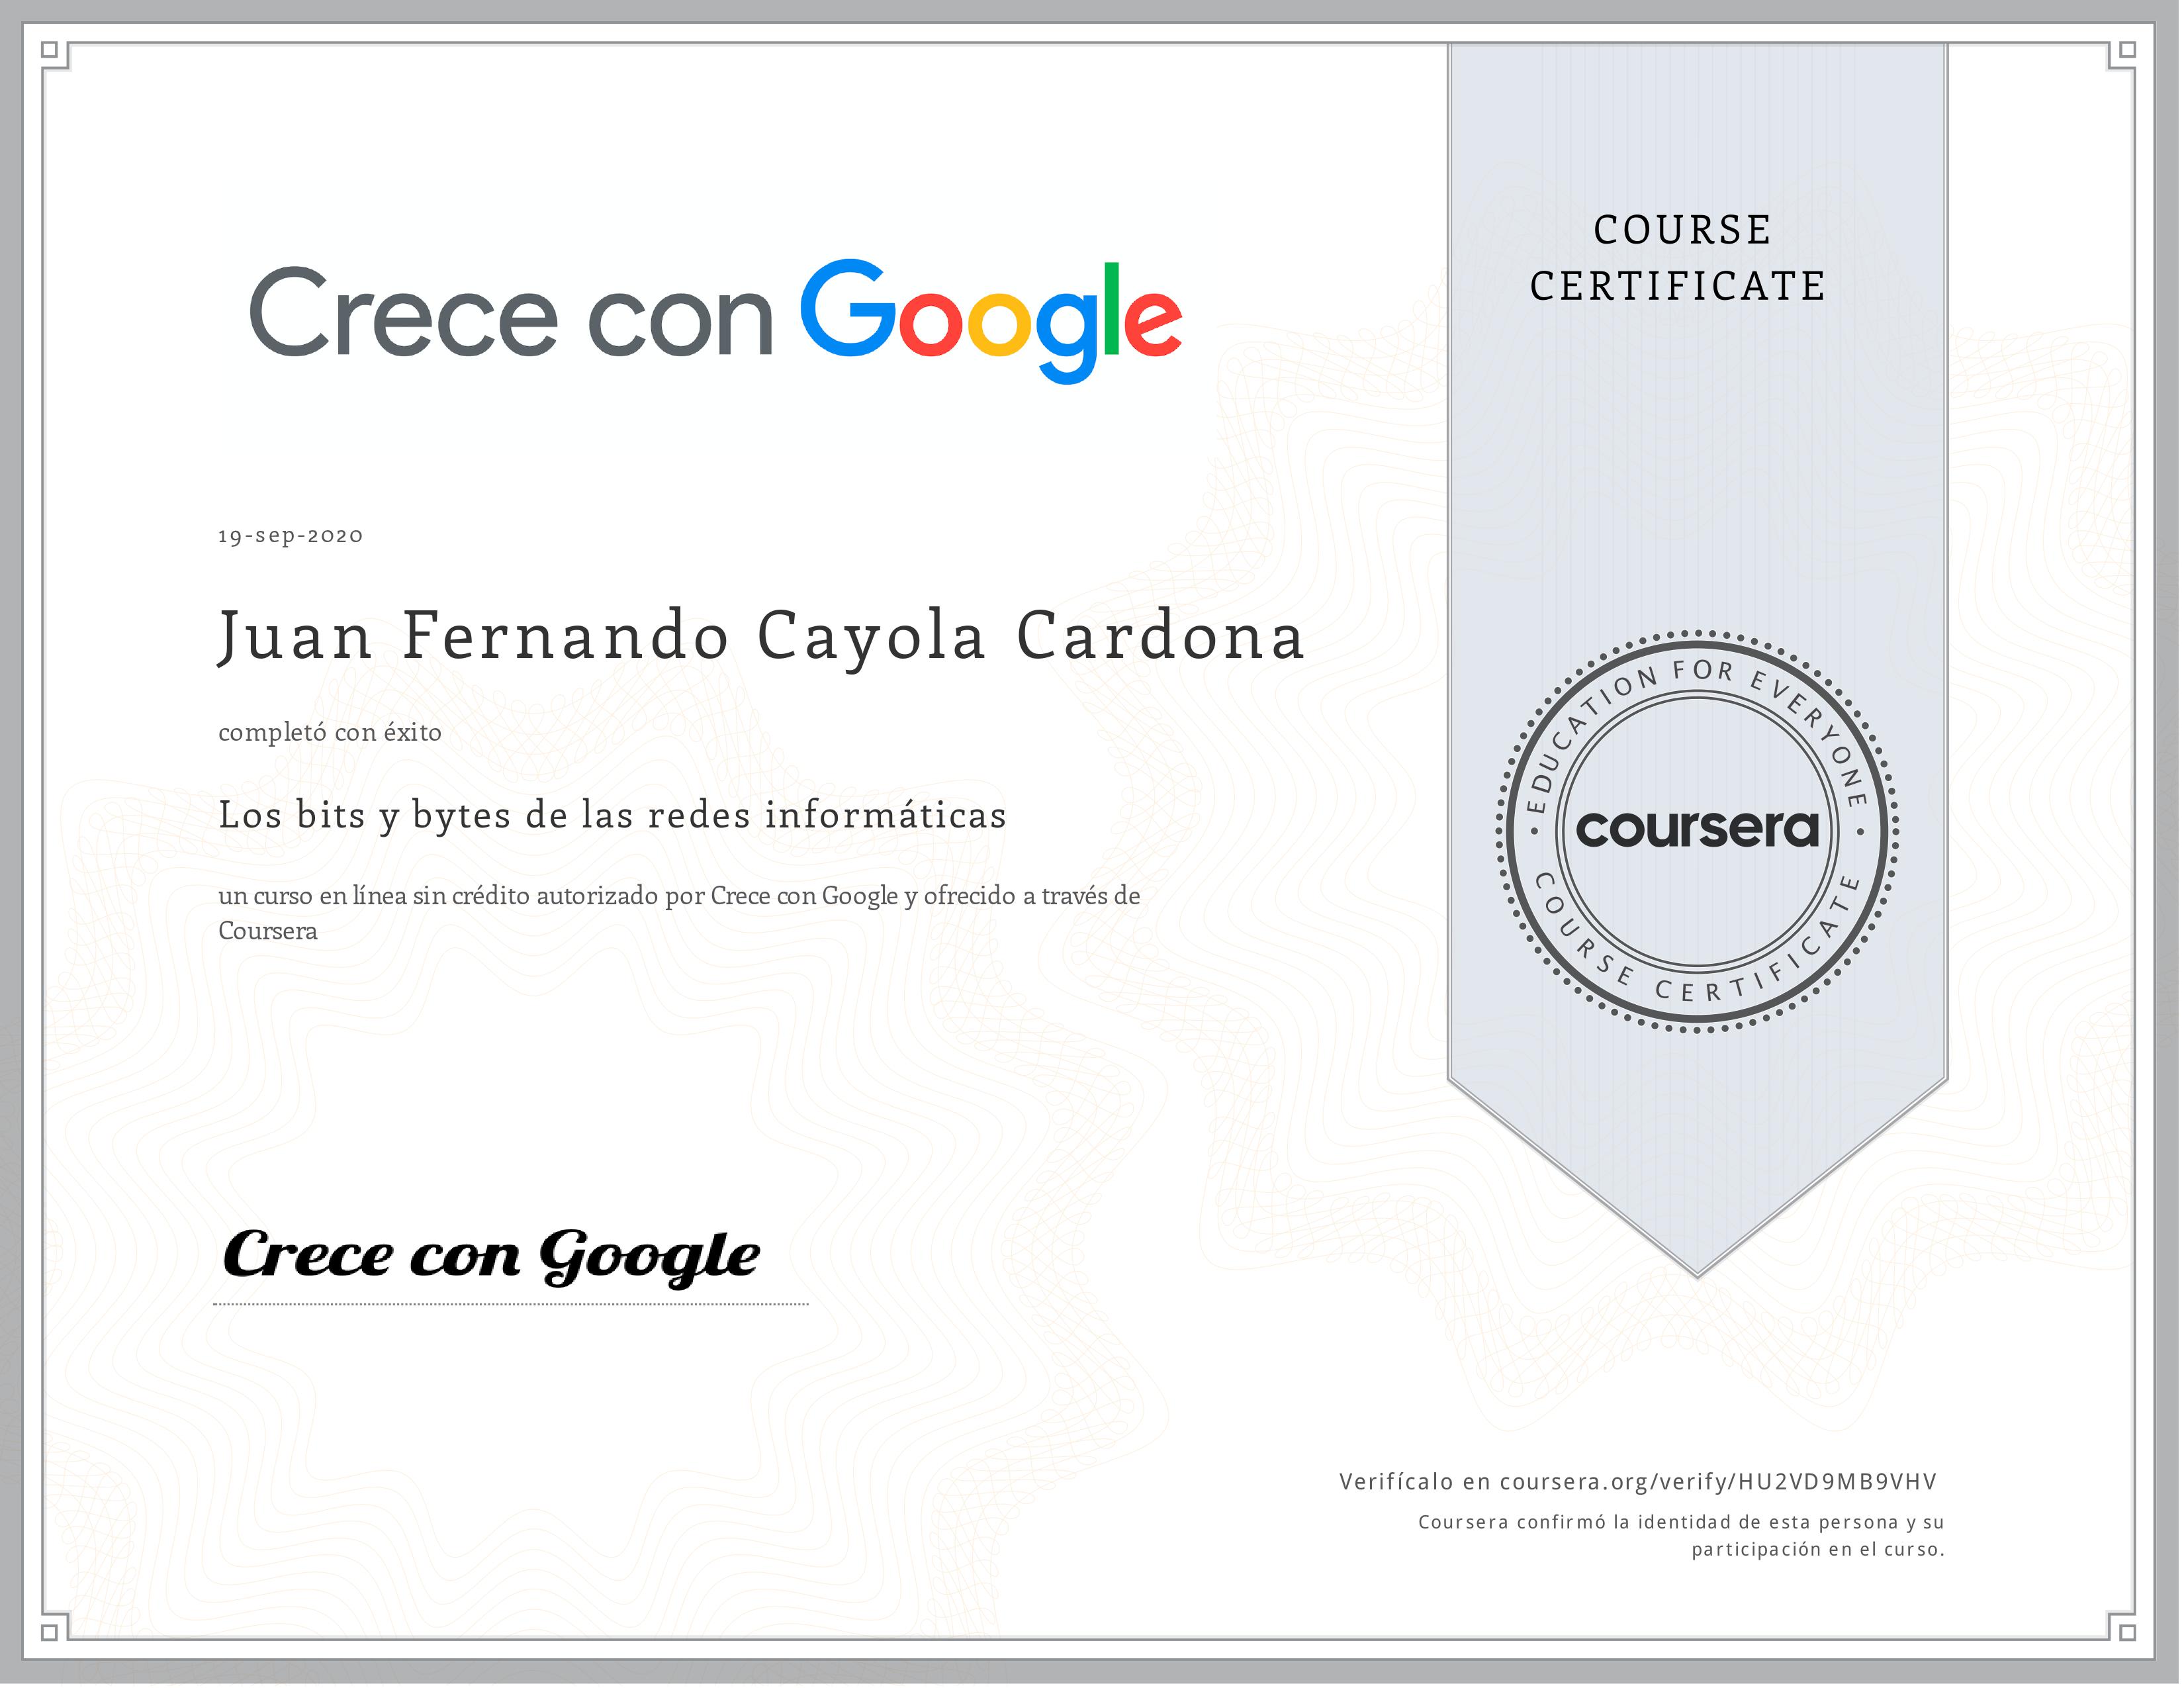 Crece con Google
COURSE
CERTIFICATE
19-sep-2020
Juan Fernando Cayola Cardona
completó con éxito
Los bits y bytes de las redes informáticas
un curso en línea sin crédito autorizado por Crece con Google y ofrecido a través de
Coursera
EDUCATION FOR EVERYONE
coursera
COURSE CERTIFICATE
Crece con Google
Verifícalo en coursera.org/verify/HU2VD9MB9VHV
Coursera confirmó la identidad de esta persona y su
participación en el curso.